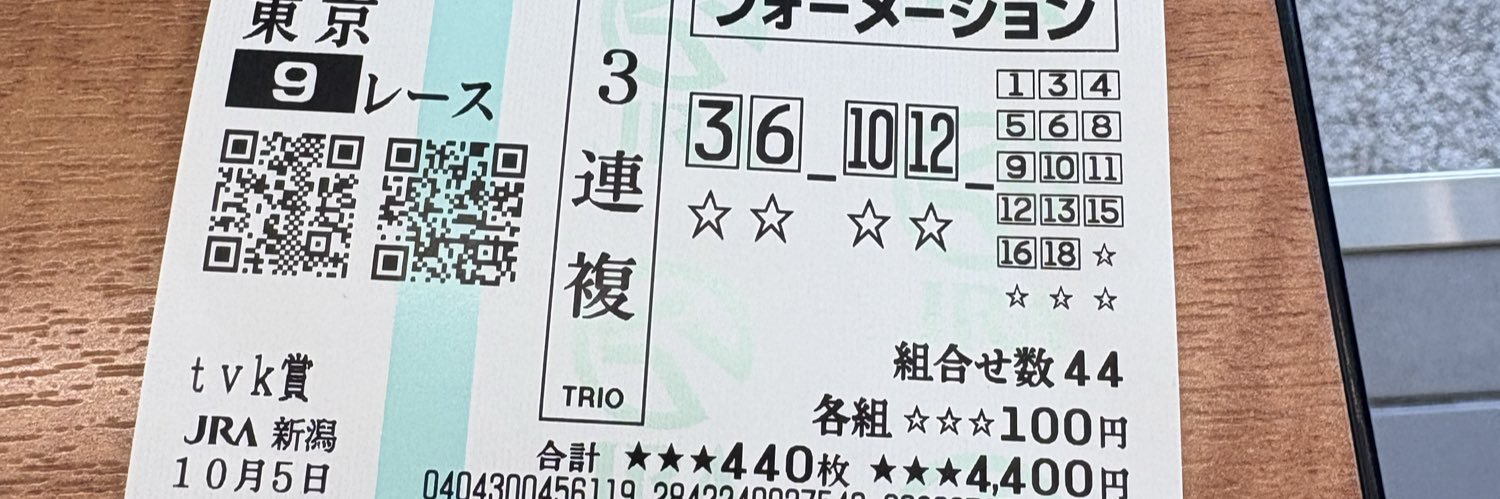 東京
9レース
tvk賞
JRA 新潟
10月5日
3連複
TRIO
フォーメーション
3 6 _ 10 12 _
1 3 4
5 6 8
9 10 11
12 13 15
16 18 ☆
☆ ☆ ☆
☆ ☆ ☆ ☆
組合せ数 44
各組 ☆☆☆100円
合計 ★★★440枚 ★★★4,400円
0404300456119